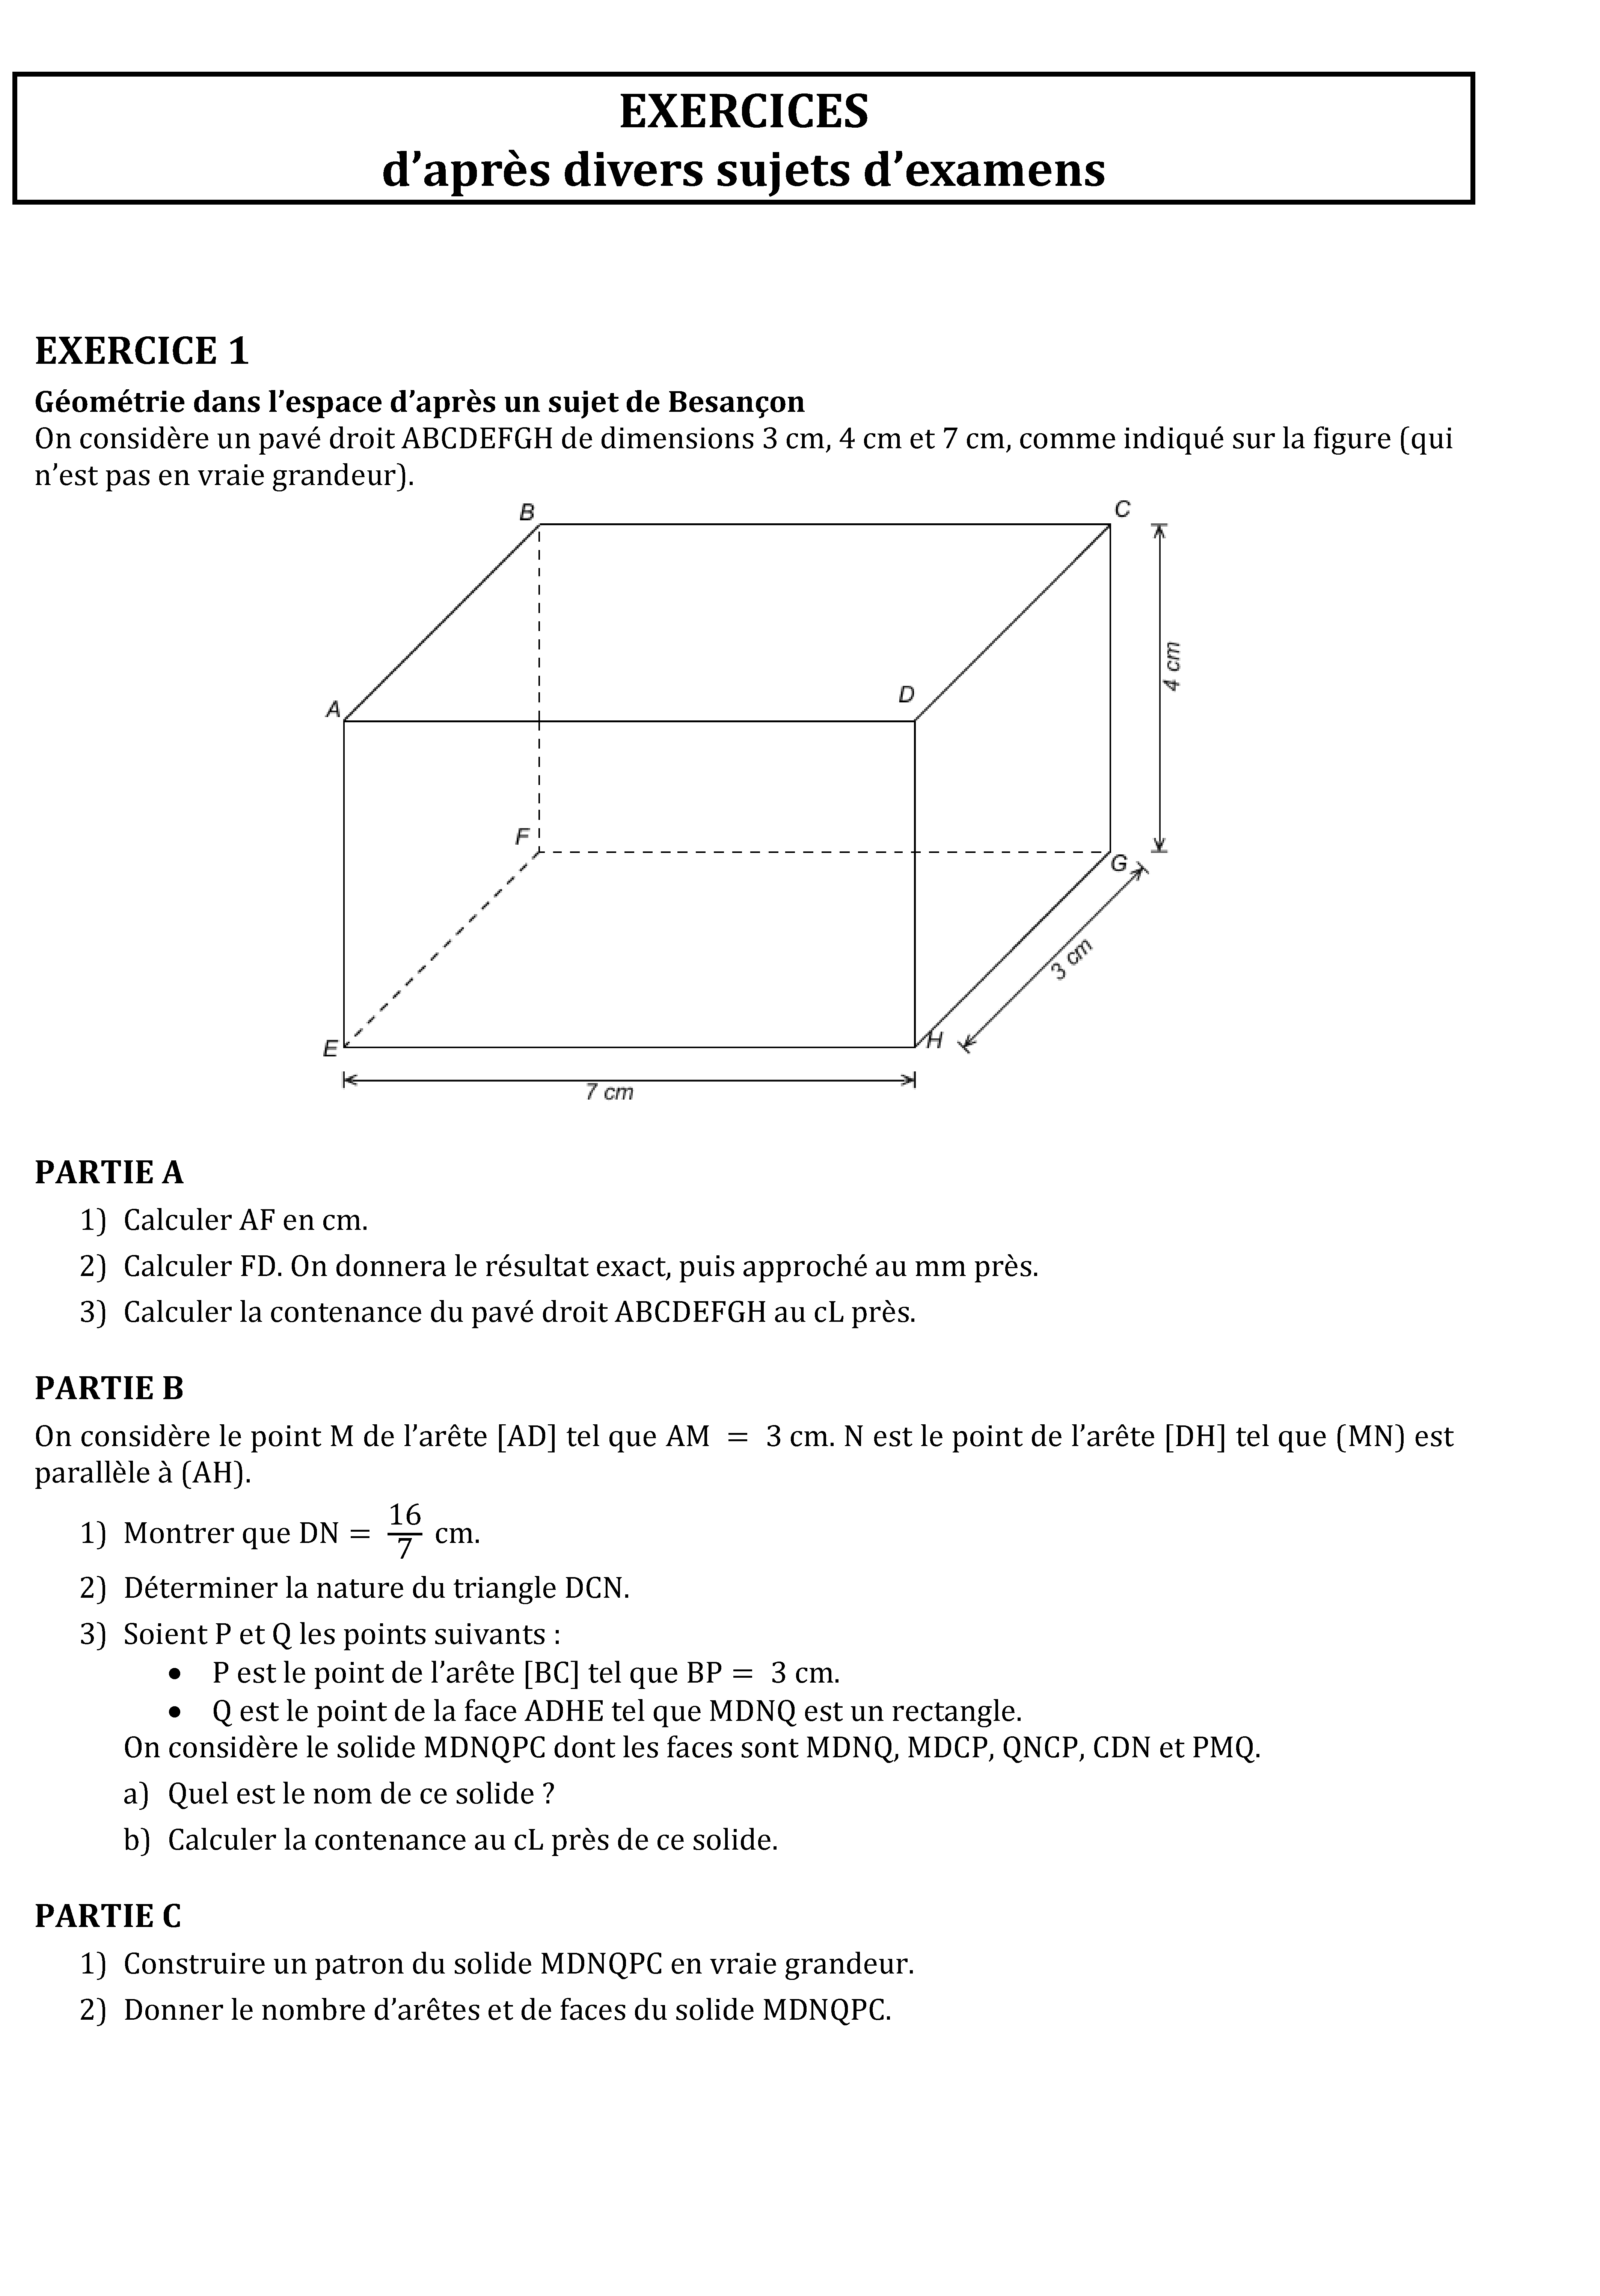 EXERCICES
d’après divers sujets d’examens
EXERCICE 1
Géométrie dans l’espace d’après un sujet de Besançon
On considère un pavé droit ABCDEFGH de dimensions 3 cm, 4 cm et 7 cm, comme indiqué sur la figure (qui
n’est pas en vraie grandeur).
B
C
4 cm
A
D
F
G
3 cm
E
H
7 cm
PARTIE A
1) Calculer AF en cm.
2) Calculer FD. On donnera le résultat exact, puis approché au mm près.
3) Calculer la contenance du pavé droit ABCDEFGH au cL près.
PARTIE B
On considère le point M de l’arête [AD] tel que AM = 3 cm. N est le point de l’arête [DH] tel que (MN) est
parallèle à (AH).
1) Montrer que DN = 16/7 cm.
2) Déterminer la nature du triangle DCN.
3) Soient P et Q les points suivants :
• P est le point de l’arête [BC] tel que BP = 3 cm.
• Q est le point de la face ADHE tel que MDNQ est un rectangle.
On considère le solide MDNQPC dont les faces sont MDNQ, MDCP, QNCP, CDN et PMQ.
a) Quel est le nom de ce solide ?
b) Calculer la contenance au cL près de ce solide.
PARTIE C
1) Construire un patron du solide MDNQPC en vraie grandeur.
2) Donner le nombre d’arêtes et de faces du solide MDNQPC.